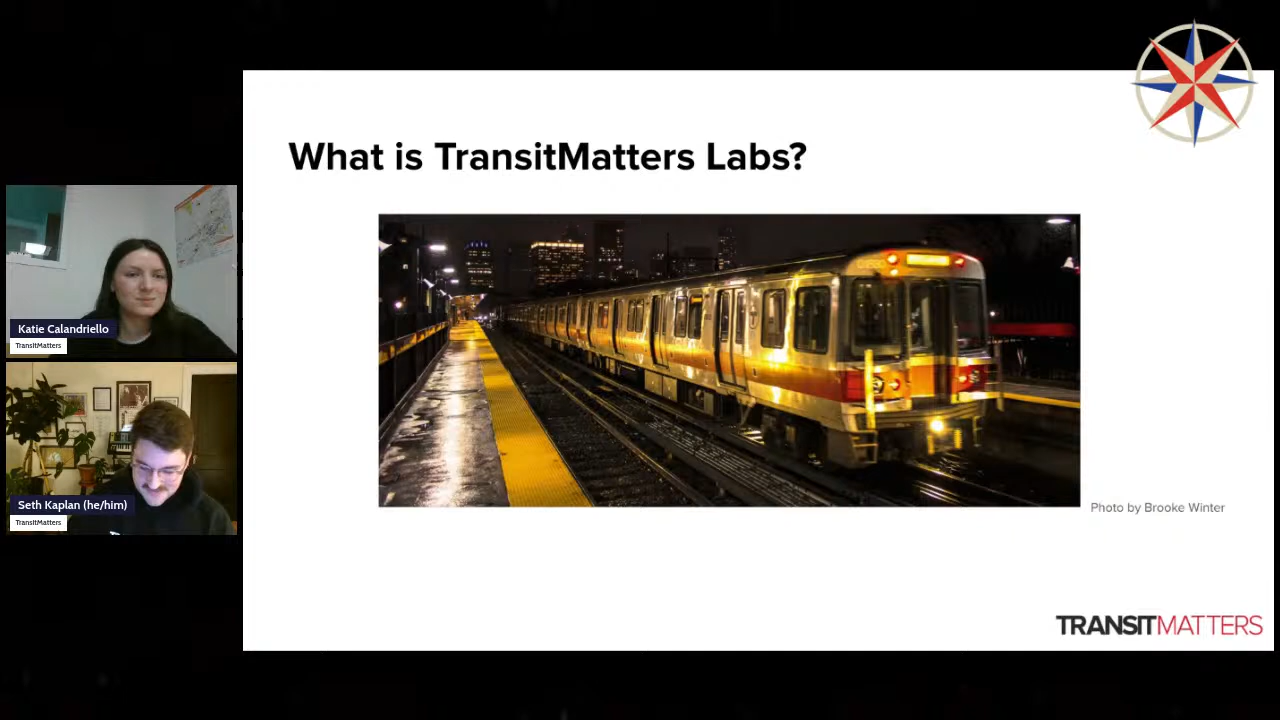 What is TransitMatters Labs?
Katie Calandriello
TransitMatters
Seth Kaplan (he/him)
TransitMatters
Photo by Brooke Winter
TRANSITMATTERS